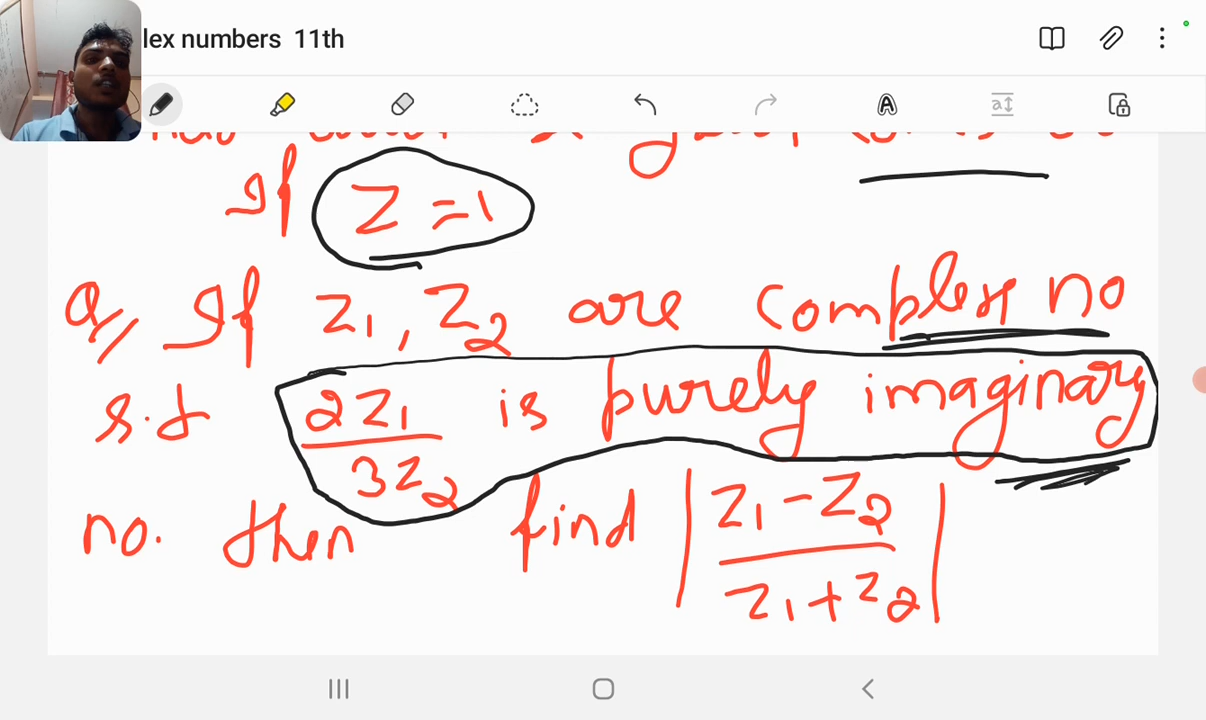 lex numbers 11th
If Z=1
Q/ If Z1, Z2 are complex no
s.t 2Z1/3Z2 is purely imaginary
no. then find |Z1-Z2/Z1+Z2|